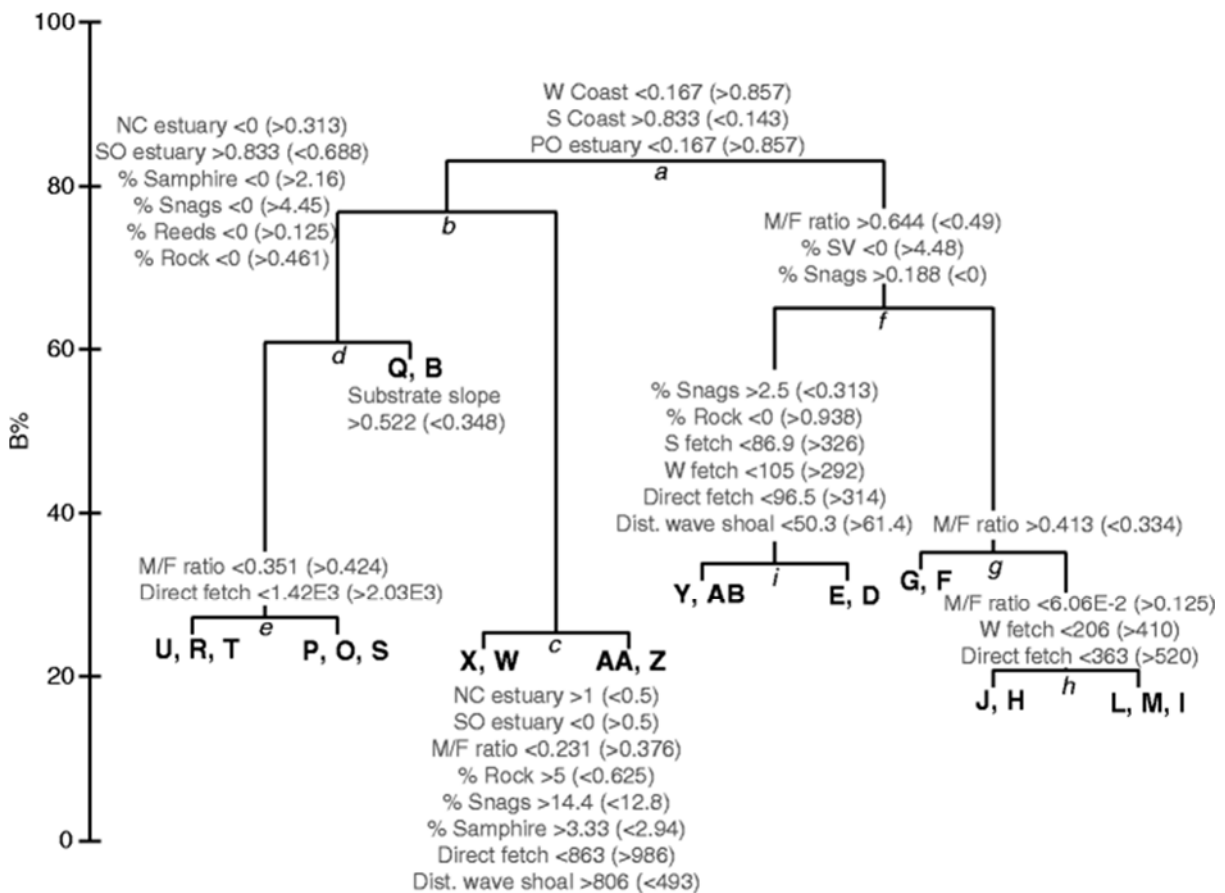 100
80
60
40
20
0
B%
W Coast <0.167 (>0.857)
S Coast >0.833 (<0.143)
PO estuary <0.167 (>0.857)
a
NC estuary <0 (>0.313)
SO estuary >0.833 (<0.688)
% Samphire <0 (>2.16)
% Snags <0 (>4.45)
% Reeds <0 (>0.125)
% Rock <0 (>0.461)
b
M/F ratio >0.644 (<0.49)
% SV <0 (>4.48)
% Snags >0.188 (<0)
f
d
Q, B
Substrate slope
>0.522 (<0.348)
% Snags >2.5 (<0.313)
% Rock <0 (>0.938)
S fetch <86.9 (>326)
W fetch <105 (>292)
Direct fetch <96.5 (>314)
Dist. wave shoal <50.3 (>61.4)
i
Y, AB
E, D
M/F ratio >0.413 (<0.334)
g
G, F
M/F ratio <6.06E-2 (>0.125)
W fetch <206 (>410)
Direct fetch <363 (>520)
h
J, H
L, M, I
M/F ratio <0.351 (>0.424)
Direct fetch <1.42E3 (>2.03E3)
e
U, R, T
P, O, S
c
X, W
AA, Z
NC estuary >1 (<0.5)
SO estuary <0 (>0.5)
M/F ratio <0.231 (>0.376)
% Rock >5 (<0.625)
% Snags >14.4 (<12.8)
% Samphire >3.33 (<2.94)
Direct fetch <863 (>986)
Dist. wave shoal >806 (<493)